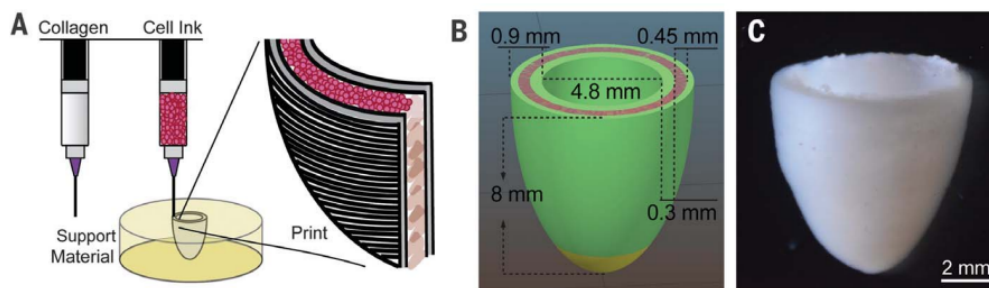 A
Collagen
Cell Ink
Support
Material
Print
B
0.9 mm
0.45 mm
4.8 mm
8 mm
0.3 mm
C
2 mm